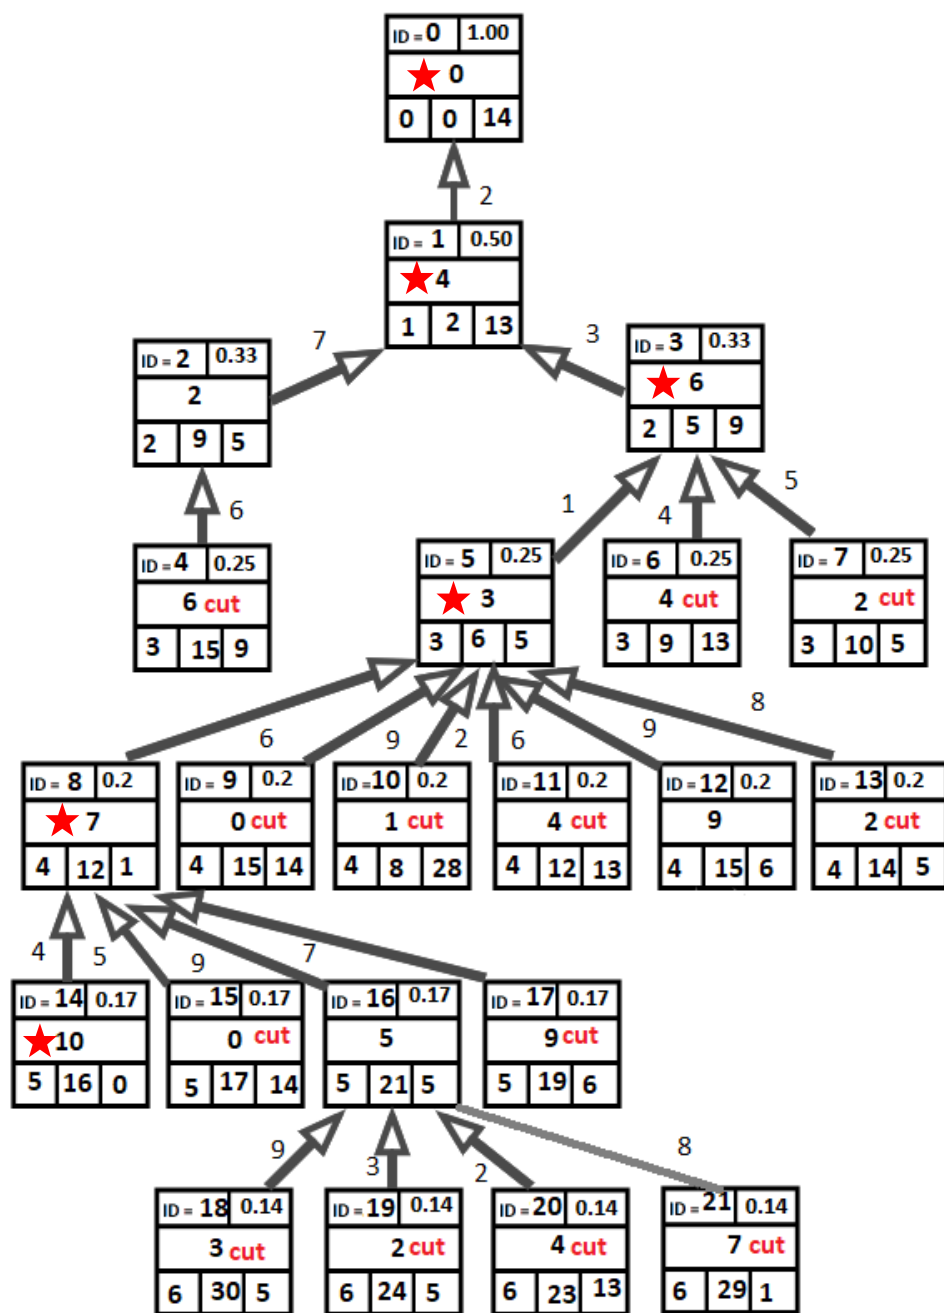 ID = 0 1.00
0
0 0 14
2
ID = 1 0.50
4
1 2 13
7
3
ID = 2 0.33
2
2 9 5
ID = 3 0.33
6
2 5 9
6
1
4
5
ID = 4 0.25
6 cut
3 15 9
ID = 5 0.25
3
3 6 5
ID = 6 0.25
4 cut
3 9 13
ID = 7 0.25
2 cut
3 10 5
6
9
2
6
9
8
ID = 8 0.2
7
4 12 1
ID = 9 0.2
0 cut
4 15 14
ID = 10 0.2
1 cut
4 8 28
ID = 11 0.2
4 cut
4 12 13
ID = 12 0.2
9
4 15 6
ID = 13 0.2
2 cut
4 14 5
4
5
9
7
ID = 14 0.17
10
5 16 0
ID = 15 0.17
0 cut
5 17 14
ID = 16 0.17
5
5 21 5
ID = 17 0.17
9 cut
5 19 6
9
3
2
8
ID = 18 0.14
3 cut
6 30 5
ID = 19 0.14
2 cut
6 24 5
ID = 20 0.14
4 cut
6 23 13
ID = 21 0.14
7 cut
6 29 1